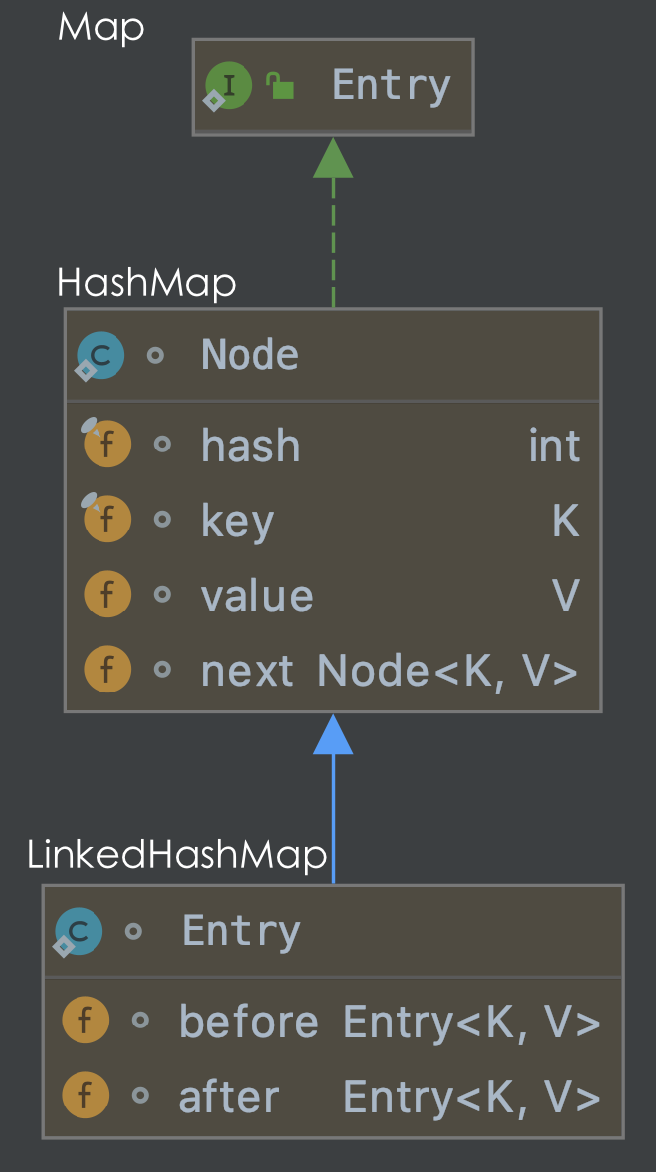 Map
I Entry
HashMap
C Node
f hash int
f key K
f value V
f next Node<K, V>
LinkedHashMap
C Entry
f before Entry<K, V>
f after Entry<K, V>